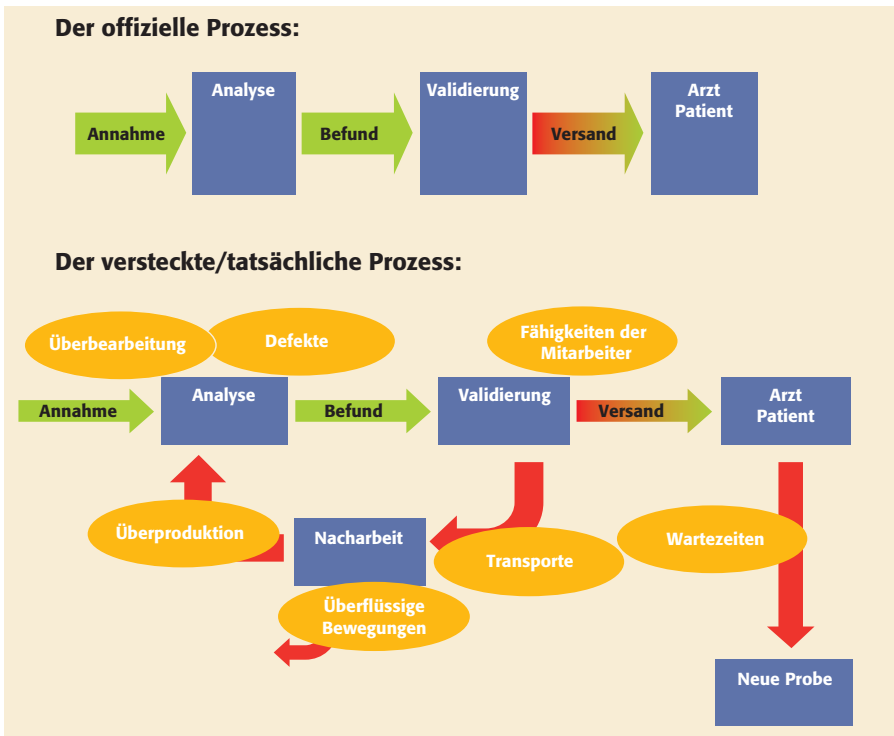 Der offizielle Prozess:
Annahme
Analyse
Befund
Validierung
Versand
Arzt
Patient
Der versteckte/tatsächliche Prozess:
Überbearbeitung
Defekte
Fähigkeiten der
Mitarbeiter
Annahme
Analyse
Befund
Validierung
Versand
Arzt
Patient
Überproduktion
Nacharbeit
Transporte
Wartezeiten
Überflüssige
Bewegungen
Neue Probe